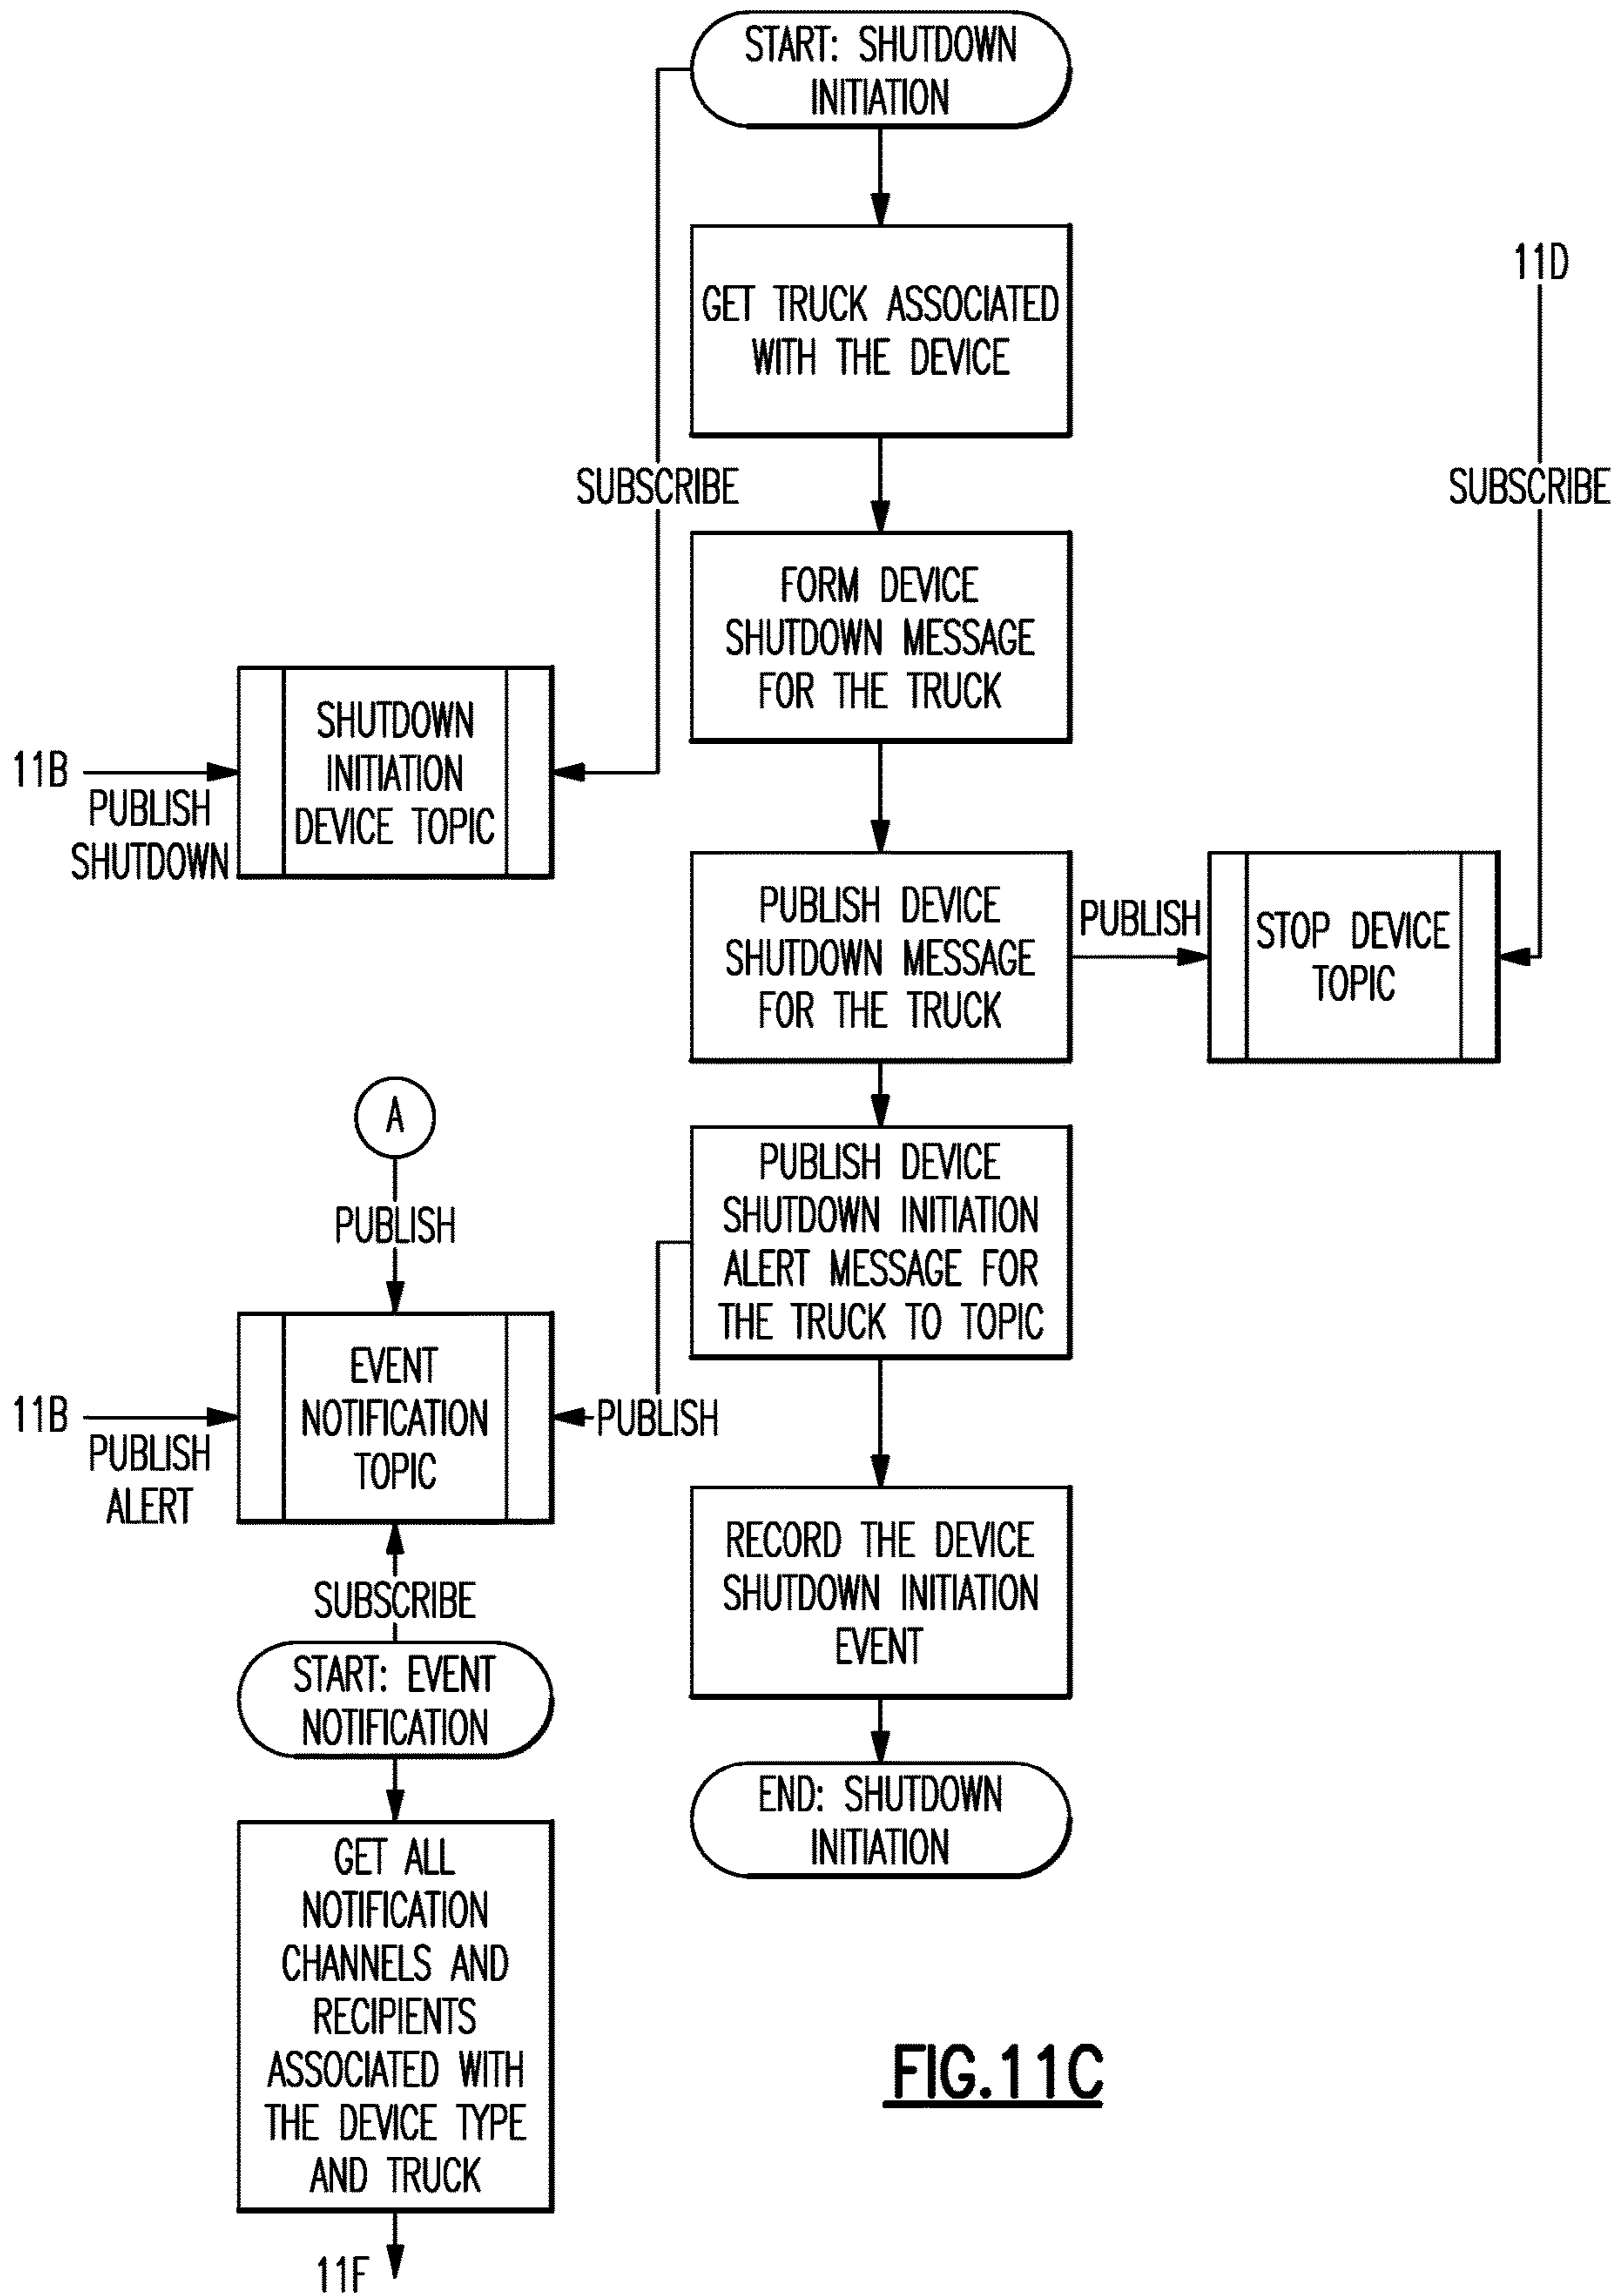 START: SHUTDOWN
INITIATION
GET TRUCK ASSOCIATED
WITH THE DEVICE
11D
SUBSCRIBE
SUBSCRIBE
FORM DEVICE
SHUTDOWN MESSAGE
FOR THE TRUCK
SHUTDOWN
INITIATION
DEVICE TOPIC
11B
PUBLISH
SHUTDOWN
PUBLISH DEVICE
SHUTDOWN MESSAGE
FOR THE TRUCK
PUBLISH
STOP DEVICE
TOPIC
A
PUBLISH
PUBLISH DEVICE
SHUTDOWN INITIATION
ALERT MESSAGE FOR
THE TRUCK TO TOPIC
EVENT
NOTIFICATION
TOPIC
11B
PUBLISH
ALERT
PUBLISH
RECORD THE DEVICE
SHUTDOWN INITIATION
EVENT
SUBSCRIBE
START: EVENT
NOTIFICATION
END: SHUTDOWN
INITIATION
GET ALL
NOTIFICATION
CHANNELS AND
RECIPIENTS
ASSOCIATED WITH
THE DEVICE TYPE
AND TRUCK
11F
FIG.11C